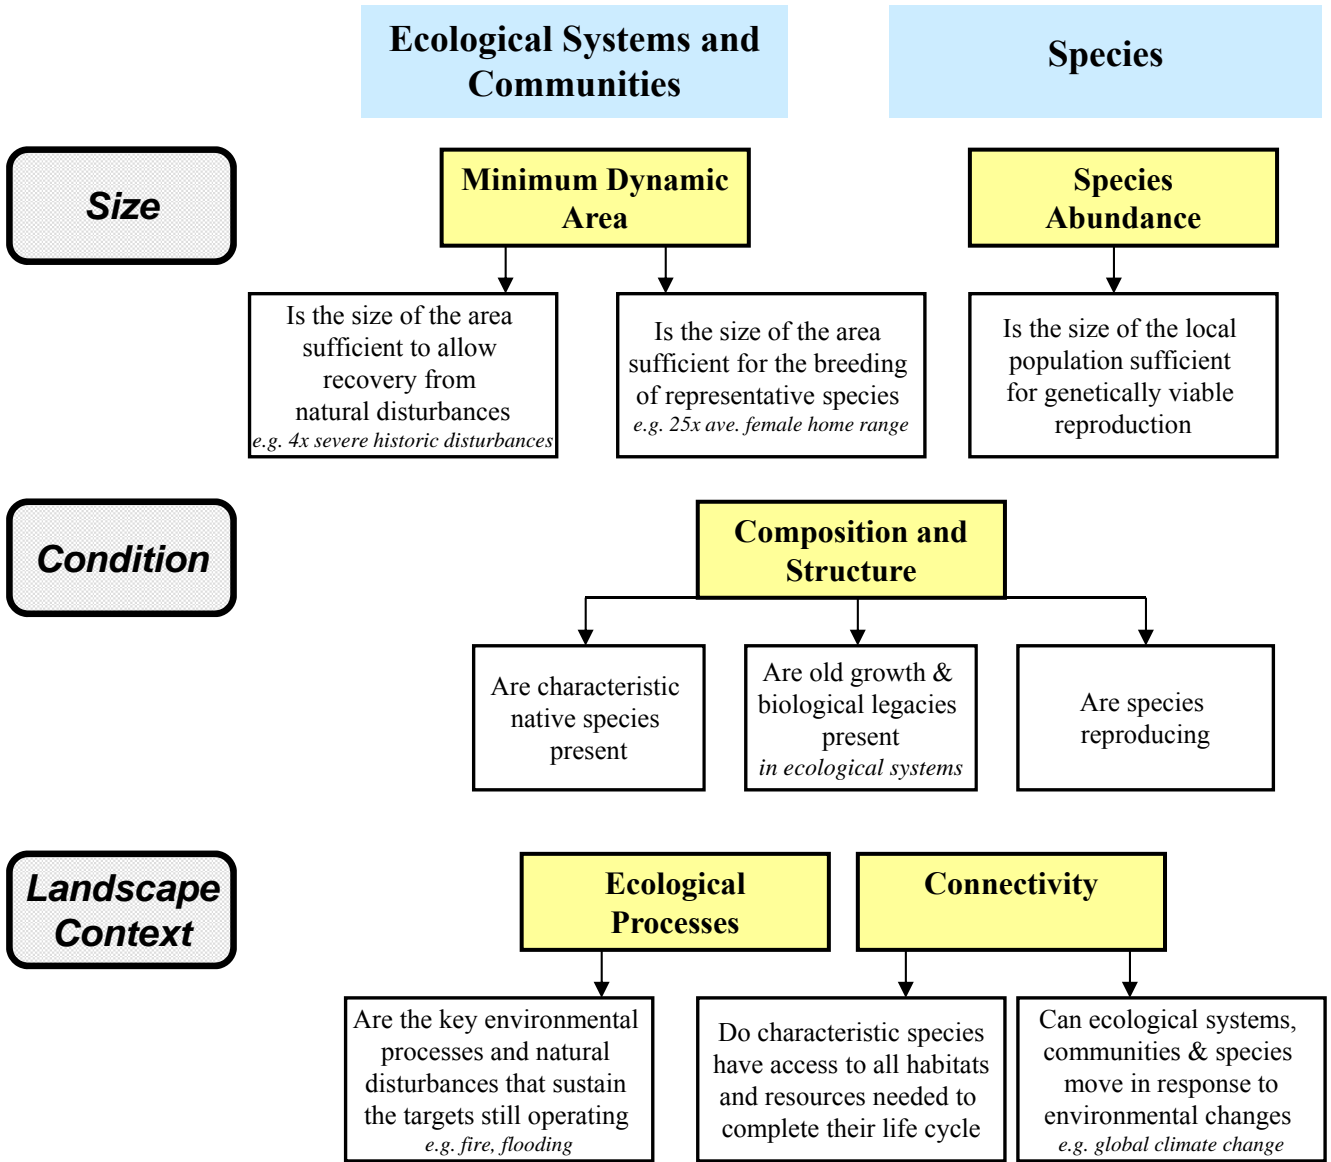 Ecological Systems and
Communities
Species
Size
Minimum Dynamic
Area
Species
Abundance
Is the size of the area
sufficient to allow
recovery from
natural disturbances
e.g. 4x severe historic disturbances
Is the size of the area
sufficient for the breeding
of representative species
e.g. 25x ave. female home range
Is the size of the local
population sufficient
for genetically viable
reproduction
Condition
Composition and
Structure
Are characteristic
native species
present
Are old growth &
biological legacies
present
in ecological systems
Are species
reproducing
Landscape
Context
Ecological
Processes
Connectivity
Are the key environmental
processes and natural
disturbances that sustain
the targets still operating
e.g. fire, flooding
Do characteristic species
have access to all habitats
and resources needed to
complete their life cycle
Can ecological systems,
communities & species
move in response to
environmental changes
e.g. global climate change